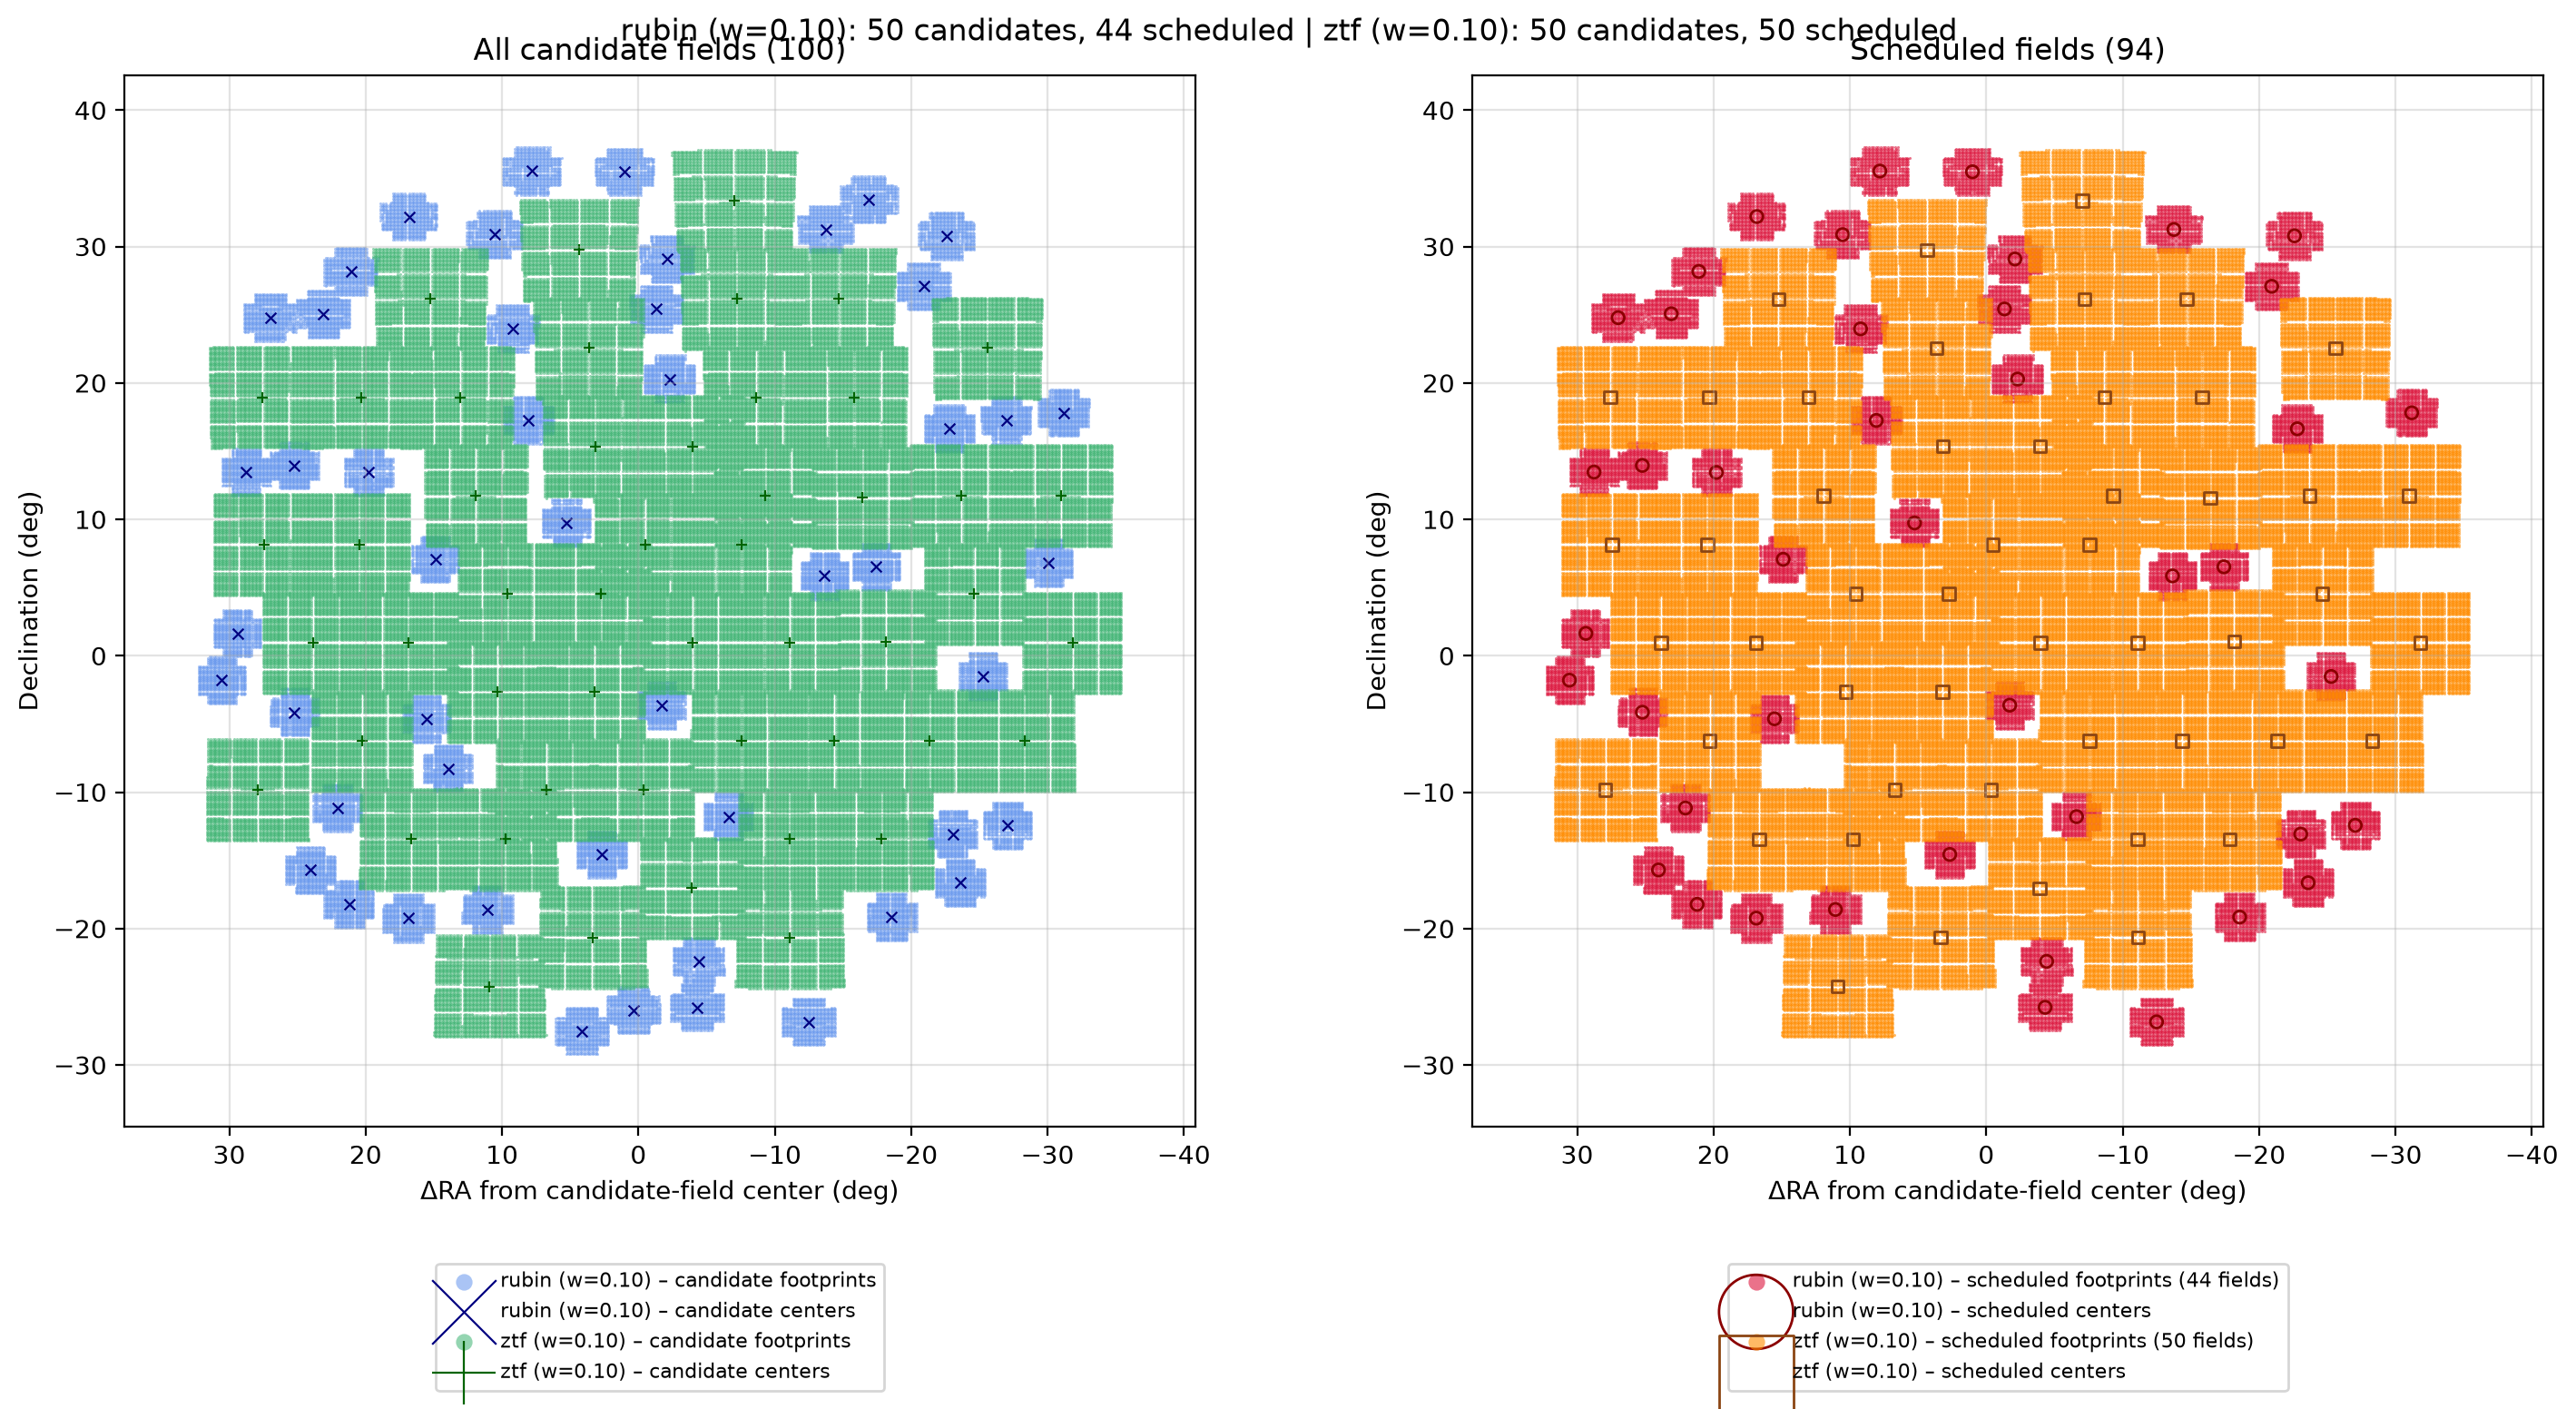 rubin (w=0.10): 50 candidates, 44 scheduled | ztf (w=0.10): 50 candidates, 50 scheduled
All candidate fields (100)
40
30
20
10
0
−10
−20
−30
Declination (deg)
30 20 10 0 −10 −20 −30 −40
ΔRA from candidate-field center (deg)
rubin (w=0.10) – candidate footprints
rubin (w=0.10) – candidate centers
ztf (w=0.10) – candidate footprints
ztf (w=0.10) – candidate centers
Scheduled fields (94)
40
30
20
10
0
−10
−20
−30
Declination (deg)
30 20 10 0 −10 −20 −30 −40
ΔRA from candidate-field center (deg)
rubin (w=0.10) – scheduled footprints (44 fields)
rubin (w=0.10) – scheduled centers
ztf (w=0.10) – scheduled footprints (50 fields)
ztf (w=0.10) – scheduled centers